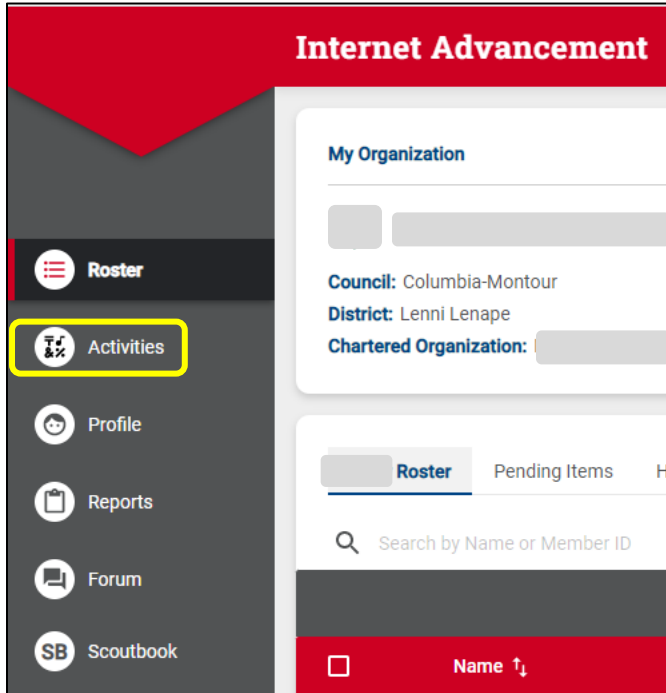 Internet Advancement
My Organization
Council: Columbia-Montour
District: Lenni Lenape
Chartered Organization:
Roster
Activities
Profile
Reports
Forum
SB Scoutbook
Roster Pending Items H
Search by Name or Member ID
Name